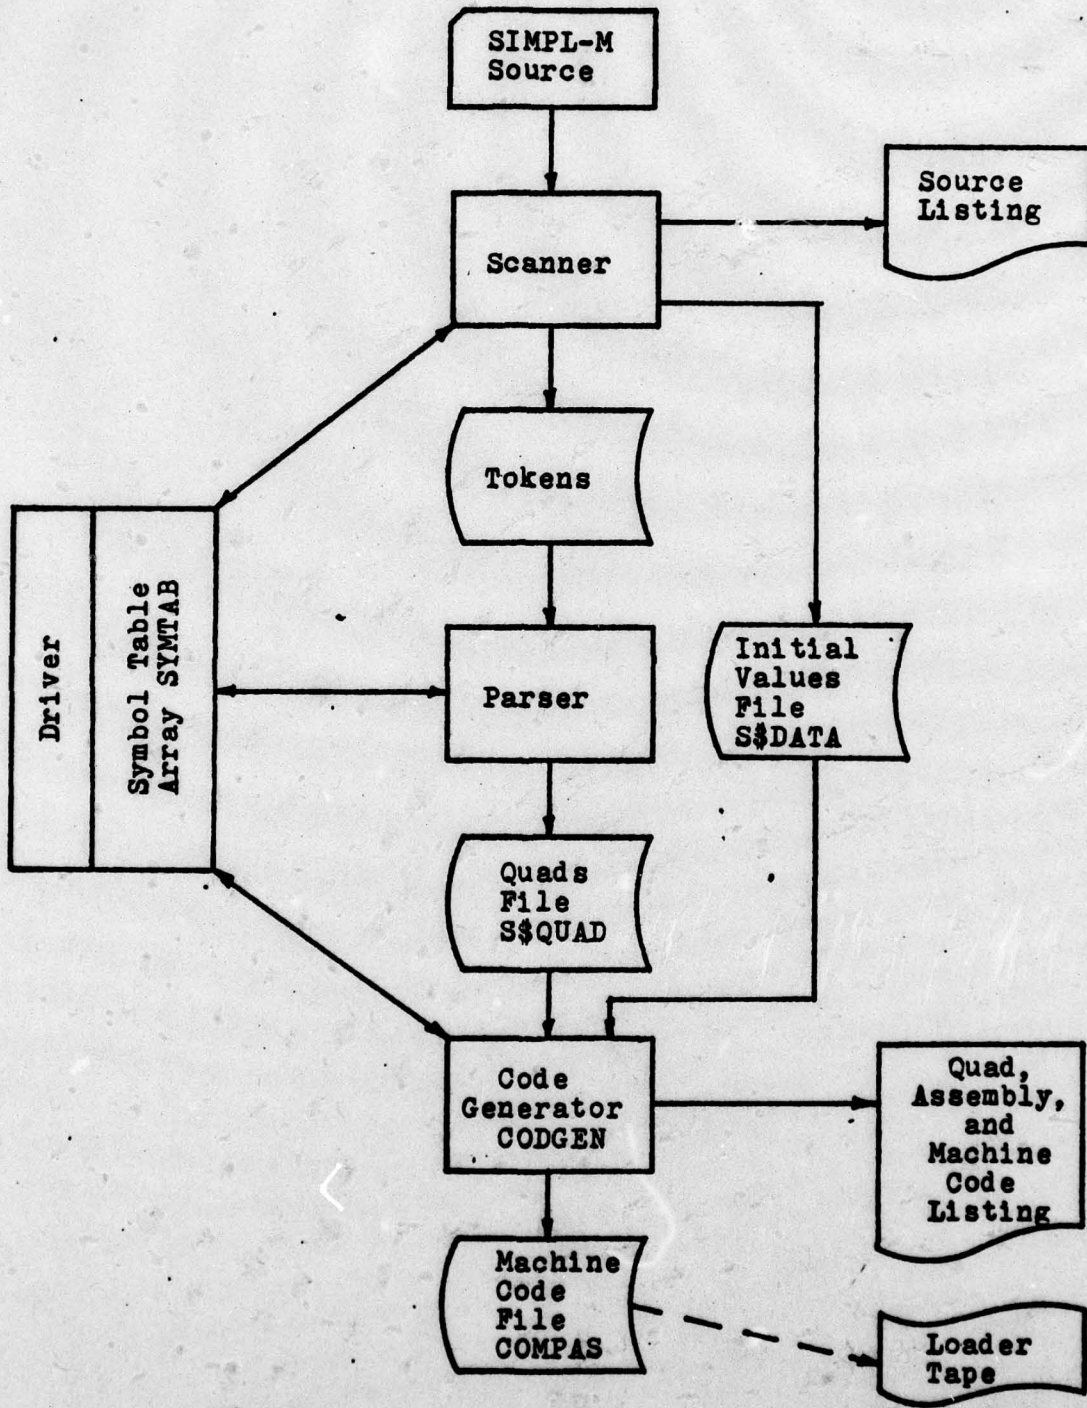 SIMPL-M
Source
Source
Listing
Scanner
Tokens
Driver
Symbol Table
Array SYMTAB
Parser
Initial
Values
File
S$DATA
Quads
File
S$QUAD
Code
Generator
CODGEN
Quad,
Assembly,
and
Machine
Code
Listing
Machine
Code
File
COMPAS
Loader
Tape